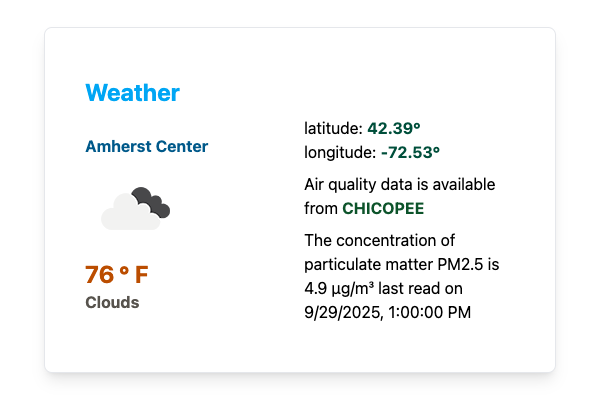 Weather
Amherst Center
76 ° F
Clouds
latitude: 42.39°
longitude: -72.53°
Air quality data is available
from CHICOPEE
The concentration of
particulate matter PM2.5 is
4.9 µg/m³ last read on
9/29/2025, 1:00:00 PM